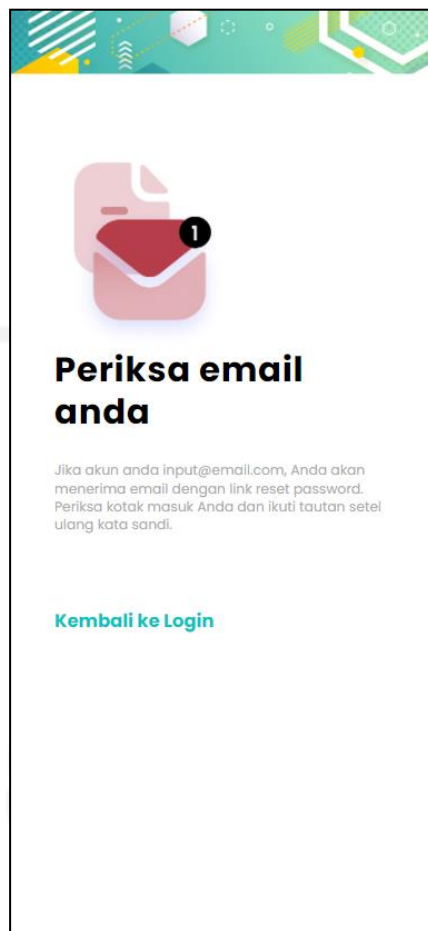 1
Periksa email
anda
Jika akun anda input@email.com, Anda akan
menerima email dengan link reset password.
Periksa kotak masuk Anda dan ikuti tautan setel
ulang kata sandi.
Kembali ke Login